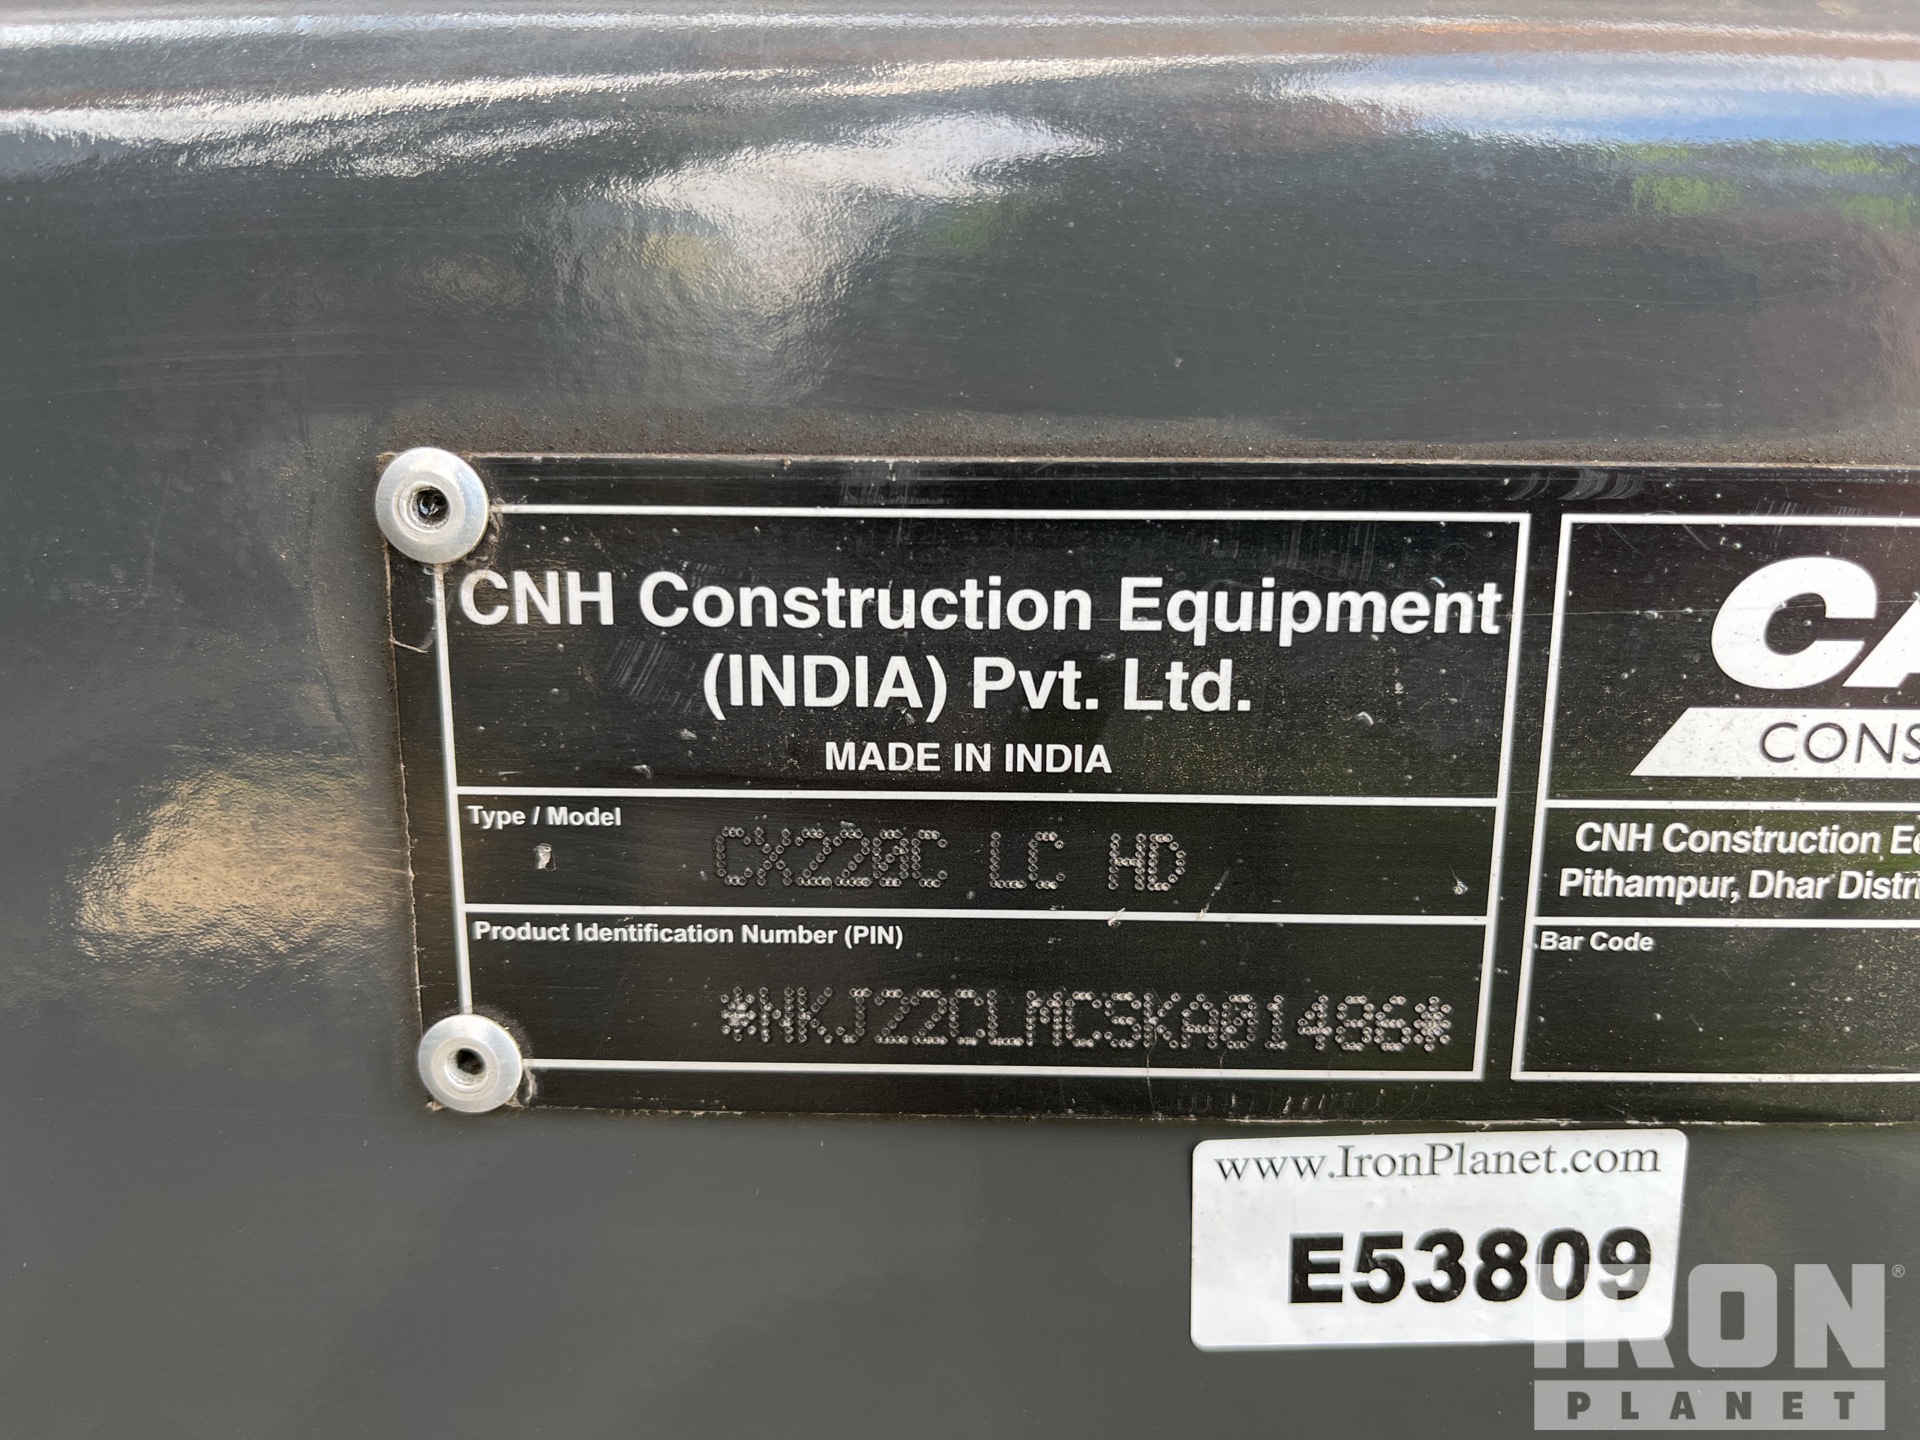 CNH Construction Equipment
(INDIA) Pvt. Ltd.
MADE IN INDIA
Type / Model
CX220C LC HD
Product Identification Number (PIN)
*NKJ22CLMCSKA01486*
CA
CONS
CNH Construction E
Pithampur, Dhar Distri
Bar Code
www.IronPlanet.com
E53809
IRON®
PLANET